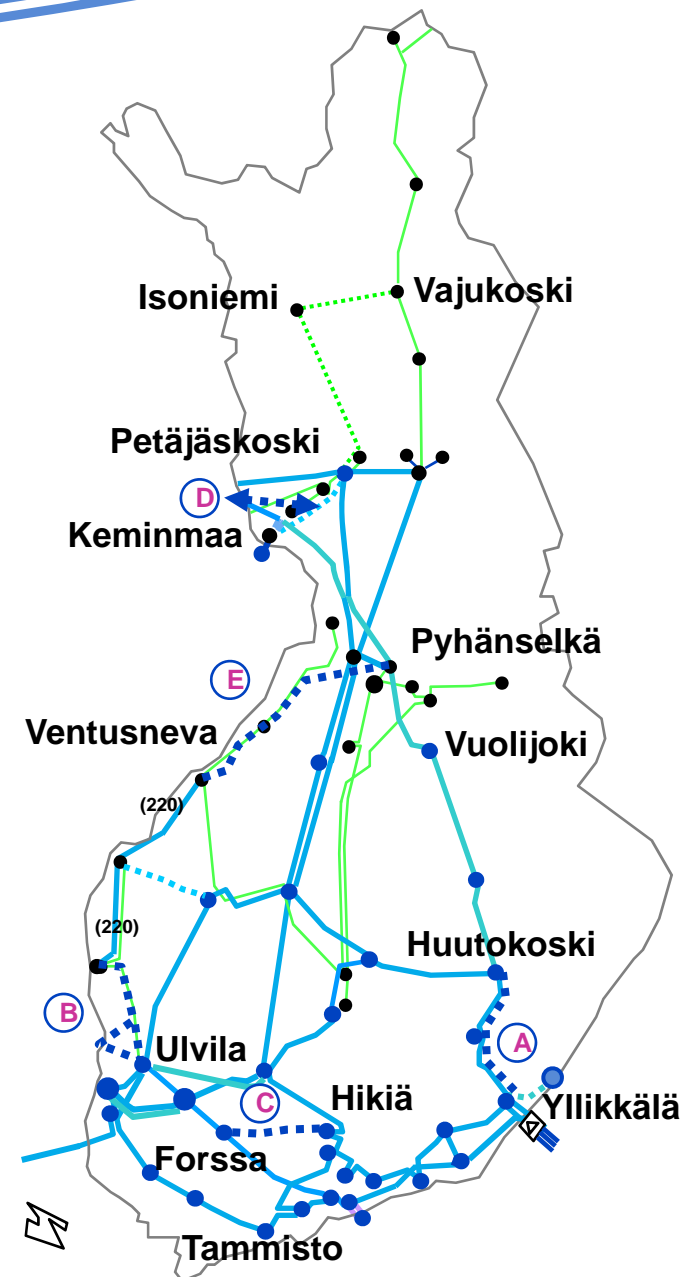 Isoniemi
Vajukoski
Petäjäskoski
D
Keminmaa
Pyhänselkä
E
Ventusneva
Vuolijoki
(220)
(220)
Huutokoski
B
A
Ulvila
C
Hikiä
Yllikkälä
Forssa
Tammisto